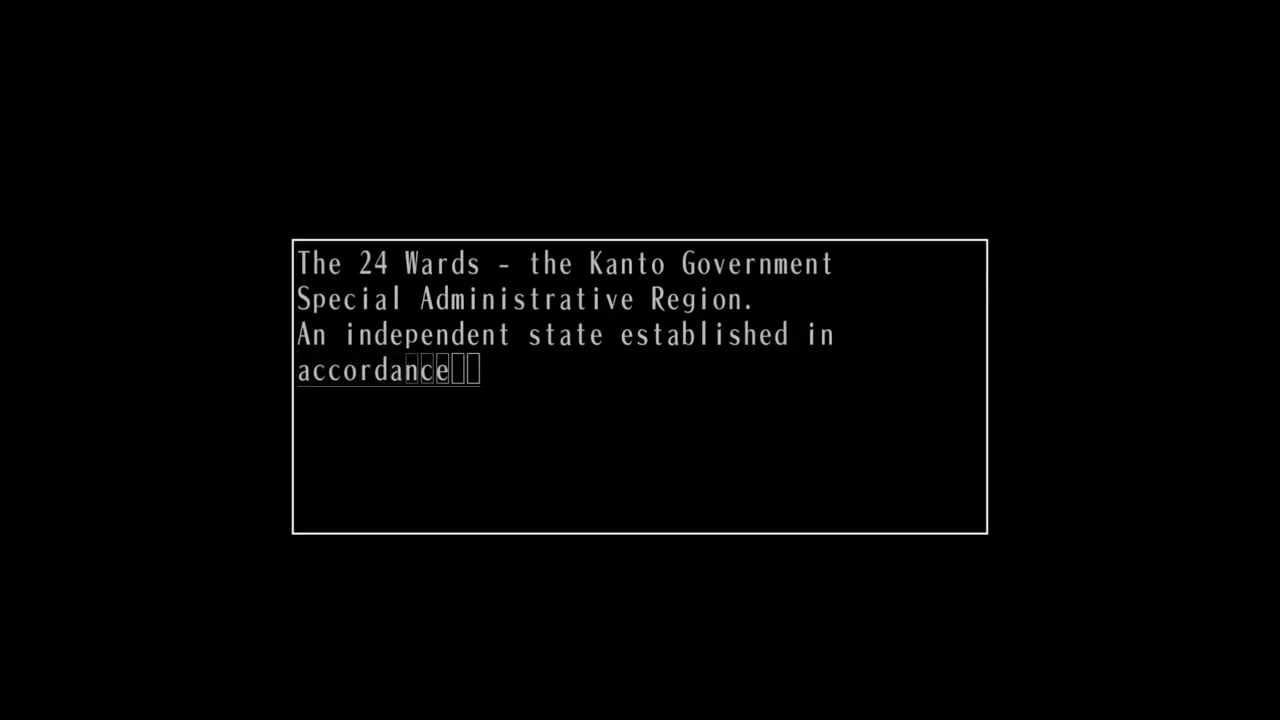 The 24 Wards - the Kanto Government
Special Administrative Region.
An independent state established in
accordance